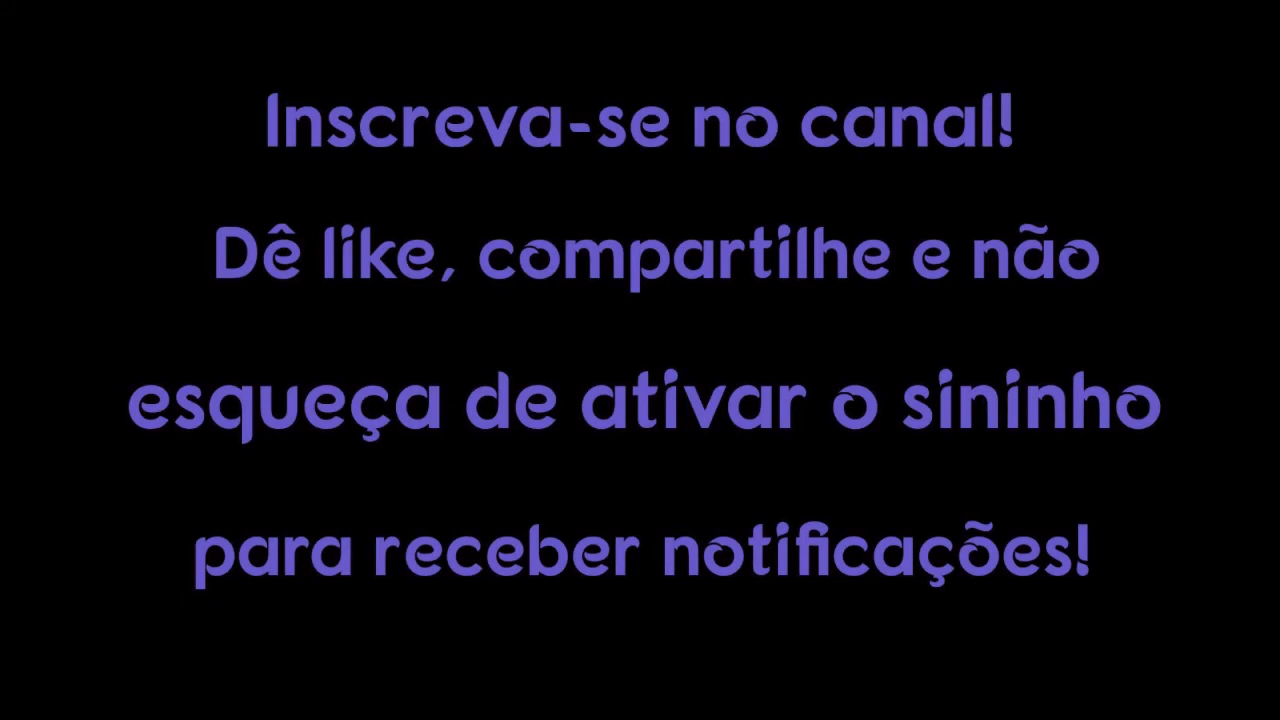 Inscreva-se no canal!
Dê like, compartilhe e não
esqueça de ativar o sininho
para receber notificações!